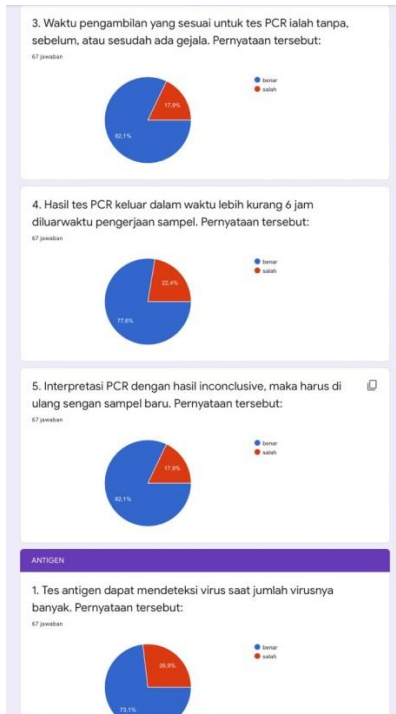 3. Waktu pengambilan yang sesuai untuk tes PCR ialah tanpa,
sebelum, atau sesudah ada gejala. Pernyataan tersebut:
67 jawaban
benar
salah
17,9%
82,1%
4. Hasil tes PCR keluar dalam waktu lebih kurang 6 jam
diluarwaktu pengerjaan sampel. Pernyataan tersebut:
67 jawaban
benar
salah
22,4%
77,6%
5. Interpretasi PCR dengan hasil inconclusive, maka harus di
ulang sengan sampel baru. Pernyataan tersebut:
67 jawaban
benar
salah
17,9%
82,1%
ANTIGEN
1. Tes antigen dapat mendeteksi virus saat jumlah virusnya
banyak. Pernyataan tersebut:
67 jawaban
benar
salah
26,9%
73,1%